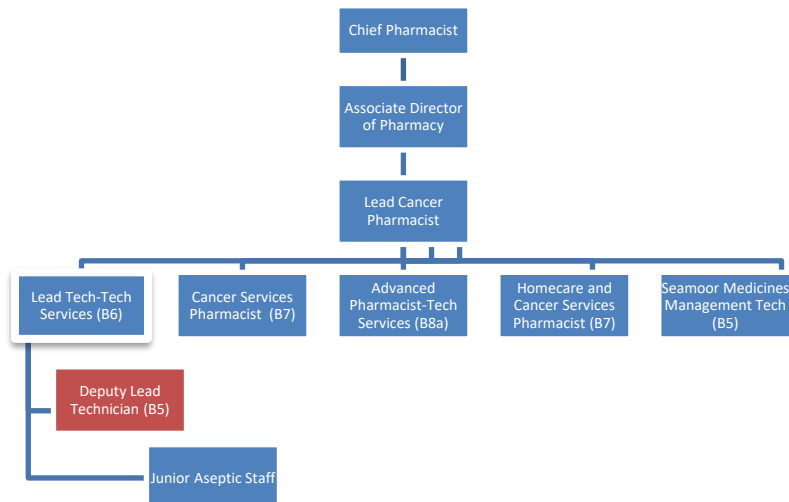 Chief Pharmacist
Associate Director
of Pharmacy
Lead Cancer
Pharmacist
Lead Tech-Tech
Services (B6)
Cancer Services
Pharmacist (B7)
Advanced
Pharmacist-Tech
Services (B8a)
Homecare and
Cancer Services
Pharmacist (B7)
Seamoor Medicines
Management Tech
(B5)
Deputy Lead
Technician (B5)
Junior Aseptic Staff